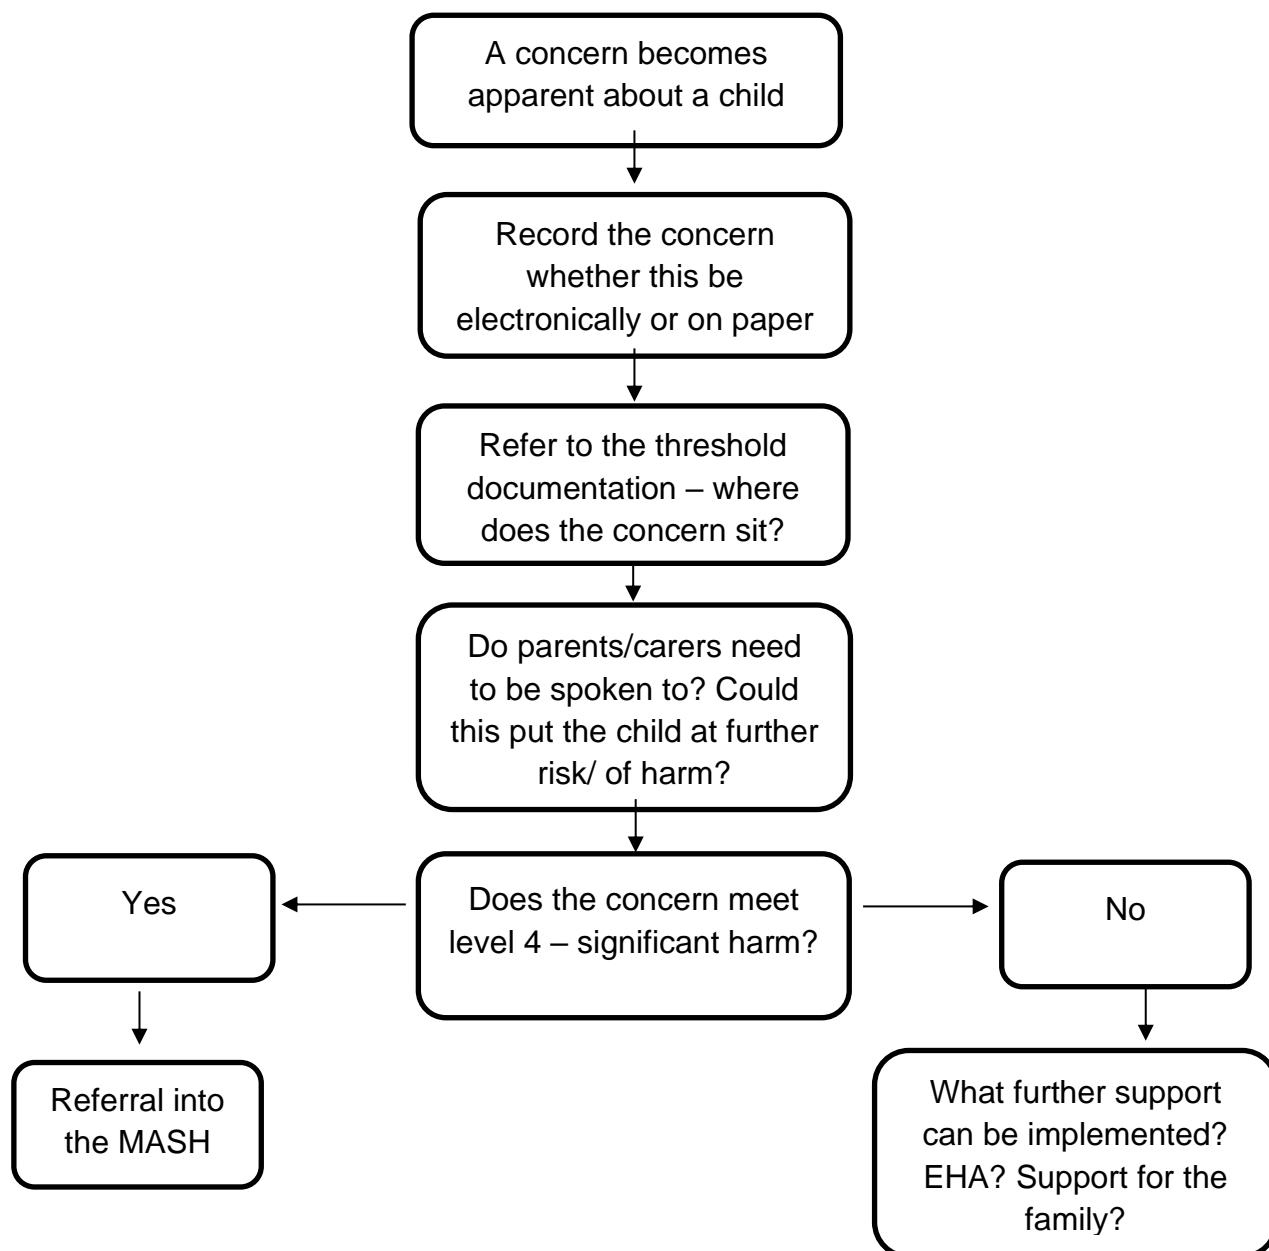 A concern becomes
apparent about a child
Record the concern
whether this be
electronically or on paper
Refer to the threshold
documentation – where
does the concern sit?
Do parents/carers need
to be spoken to? Could
this put the child at further
risk/ of harm?
Does the concern meet
level 4 – significant harm?
Yes
No
Referral into
the MASH
What further support
can be implemented?
EHA? Support for the
family?